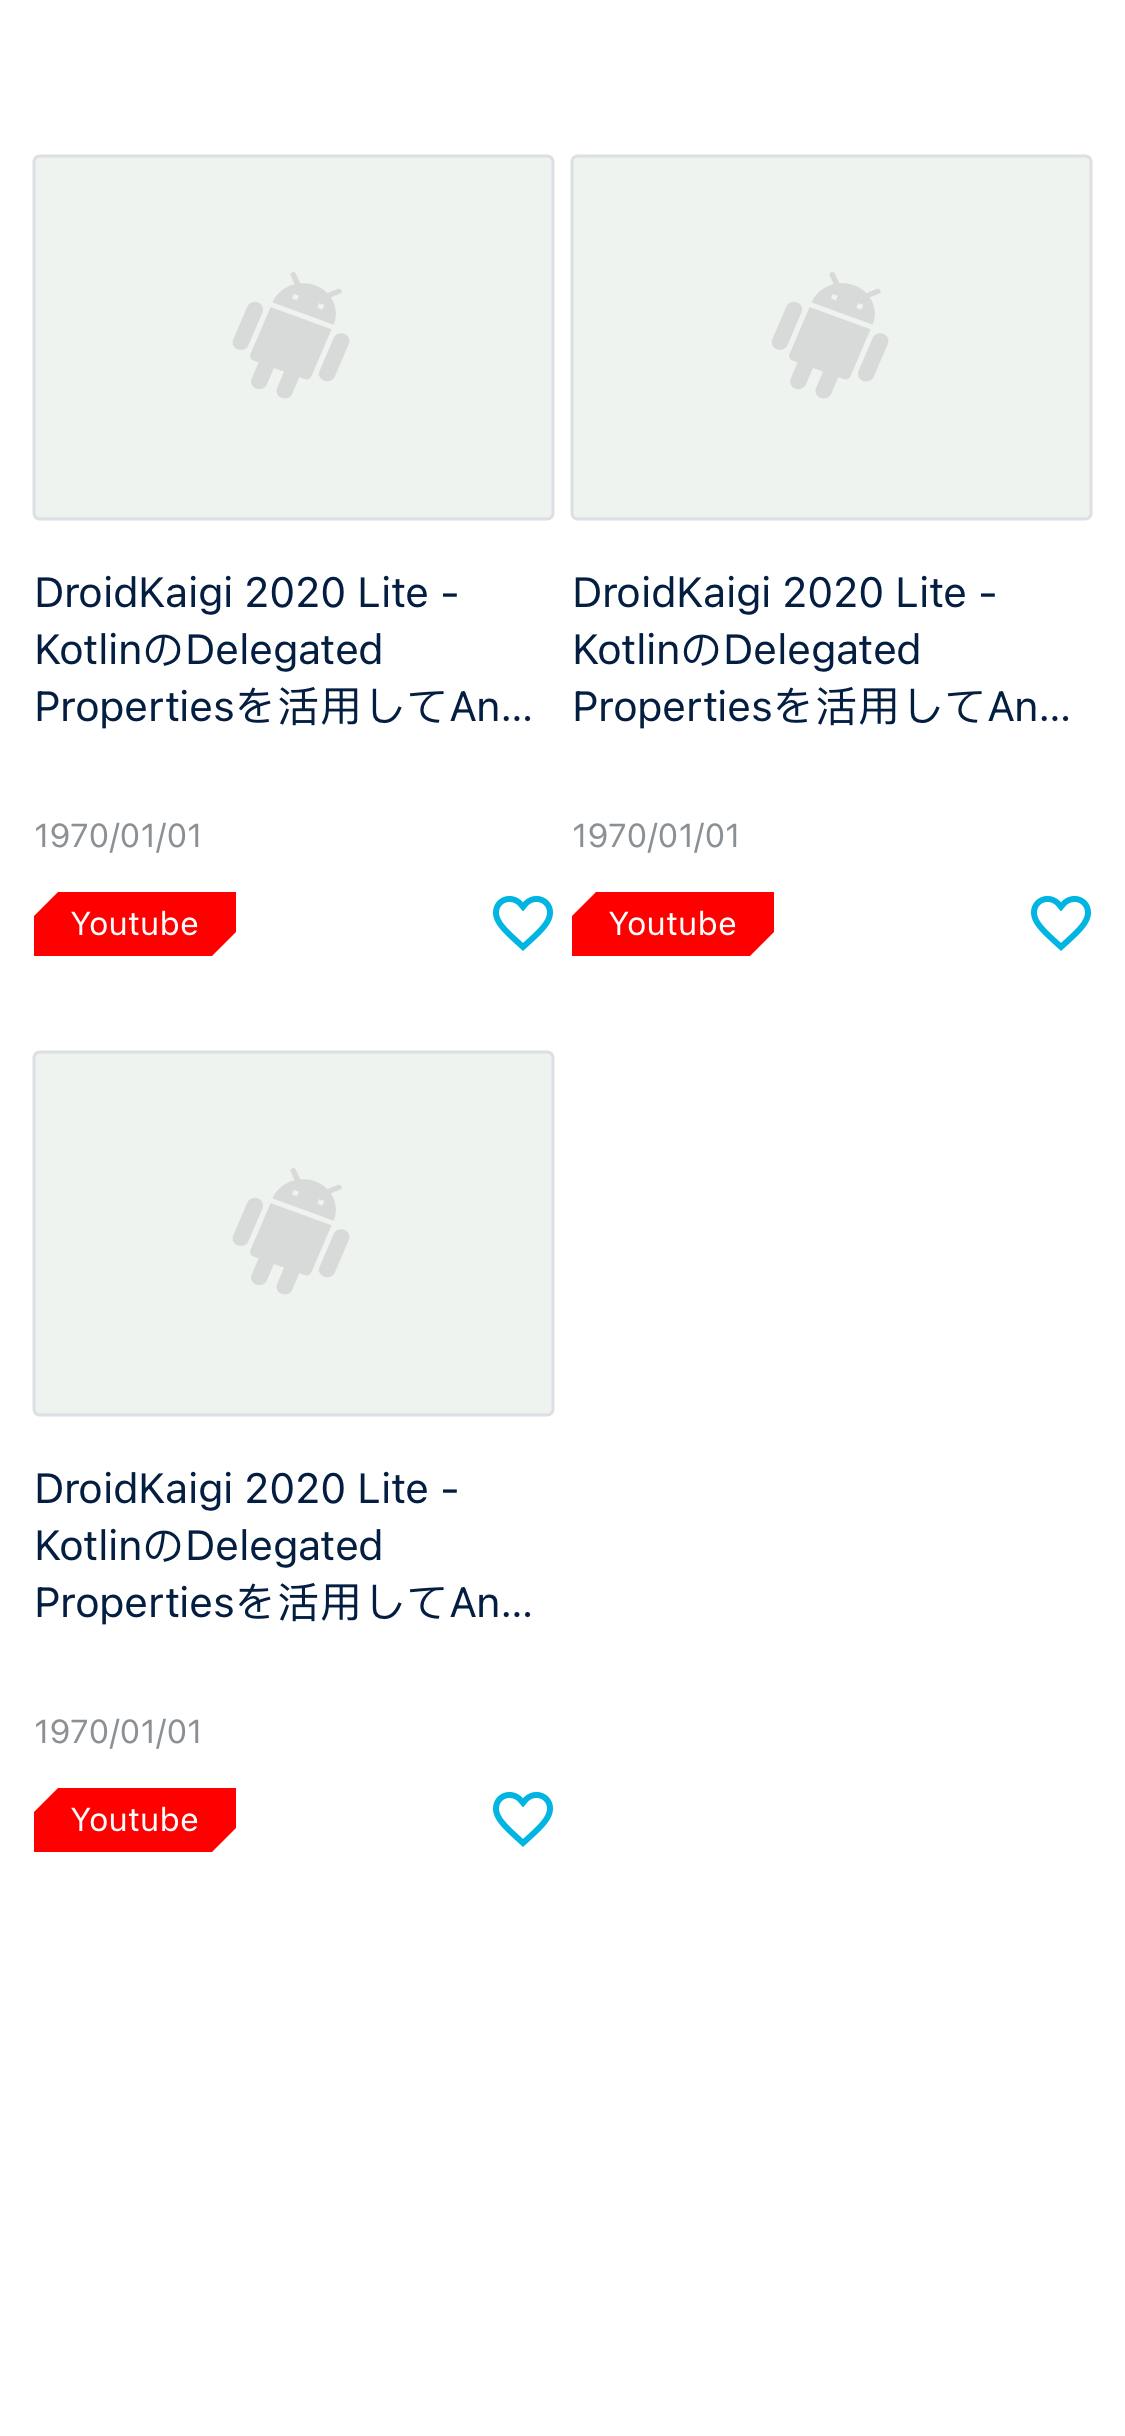 DroidKaigi 2020 Lite -
KotlinのDelegated
Propertiesを活用してAn...
1970/01/01
Youtube
DroidKaigi 2020 Lite -
KotlinのDelegated
Propertiesを活用してAn...
1970/01/01
Youtube
DroidKaigi 2020 Lite -
KotlinのDelegated
Propertiesを活用してAn...
1970/01/01
Youtube